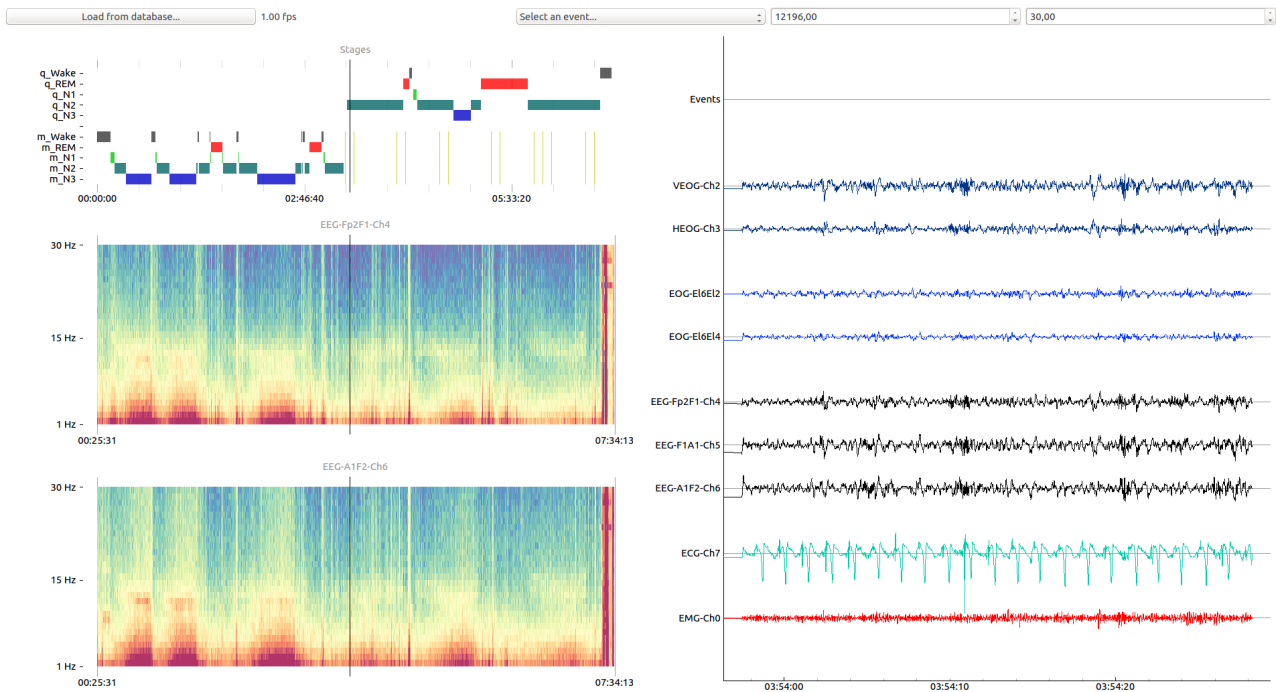 Load from database...
1.00 fps
Select an event...
12196,00
30,00
Stages
q_Wake
q_REM
q_N1
q_N2
q_N3
m_Wake
m_REM
m_N1
m_N2
m_N3
00:00:00 02:46:40 05:33:20
EEG-Fp2F1-Ch4
30 Hz
15 Hz
1 Hz
00:25:31 07:34:13
EEG-A1F2-Ch6
30 Hz
15 Hz
1 Hz
00:25:31 07:34:13
Events
VEOG-Ch2
HEOG-Ch3
EOG-El6El2
EOG-El6El4
EEG-Fp2F1-Ch4
EEG-F1A1-Ch5
EEG-A1F2-Ch6
ECG-Ch7
EMG-Ch0
03:54:00 03:54:10 03:54:20